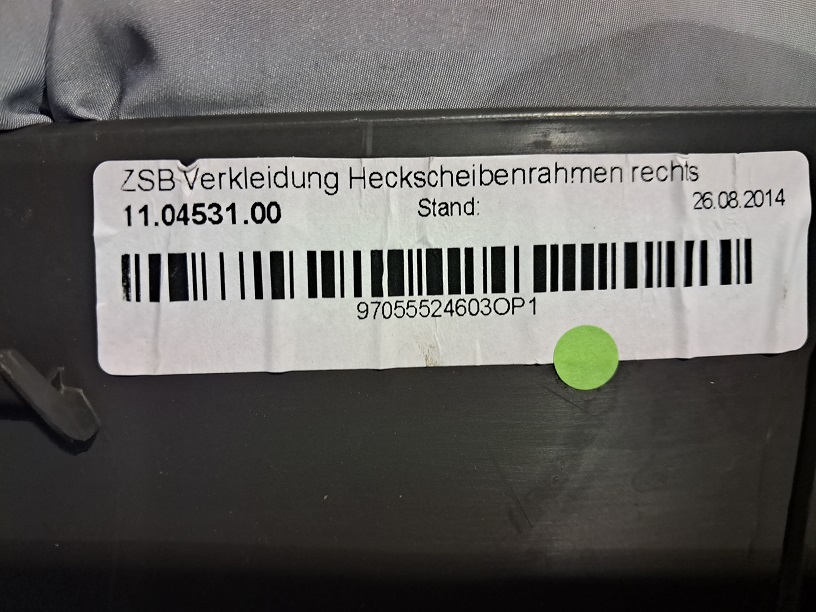 ZSB Verkleidung Heckscheibenrahmen rechts
11.04531.00 Stand: 26.08.2014
97055524603OP1